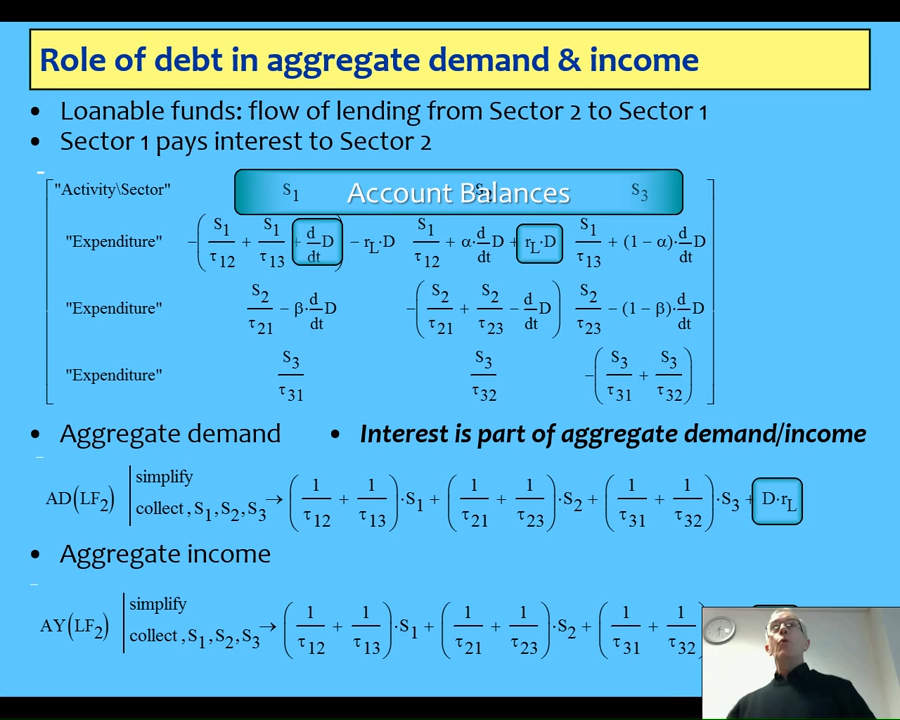 Role of debt in aggregate demand & income
• Loanable funds: flow of lending from Sector 2 to Sector 1
• Sector 1 pays interest to Sector 2
"Activity\Sector" S1 Account Balances S3
"Expenditure" −(S1/τ12 + S1/τ13 + d/dt D) − rL·D S1/τ12 + α·d/dt D + rL·D S1/τ13 + (1 − α)·d/dt D
"Expenditure" S2/τ21 − β·d/dt D −(S2/τ21 + S2/τ23 − d/dt D) S2/τ23 − (1 − β)·d/dt D
"Expenditure" S3/τ31 S3/τ32 −(S3/τ31 + S3/τ32)
• Aggregate demand • Interest is part of aggregate demand/income
AD(LF2) | simplify
collect, S1, S2, S3 → (1/τ12 + 1/τ13)·S1 + (1/τ21 + 1/τ23)·S2 + (1/τ31 + 1/τ32)·S3 + D·rL
• Aggregate income
AY(LF2) | simplify
collect, S1, S2, S3 → (1/τ12 + 1/τ13)·S1 + (1/τ21 + 1/τ23)·S2 + (1/τ31 + 1/τ32